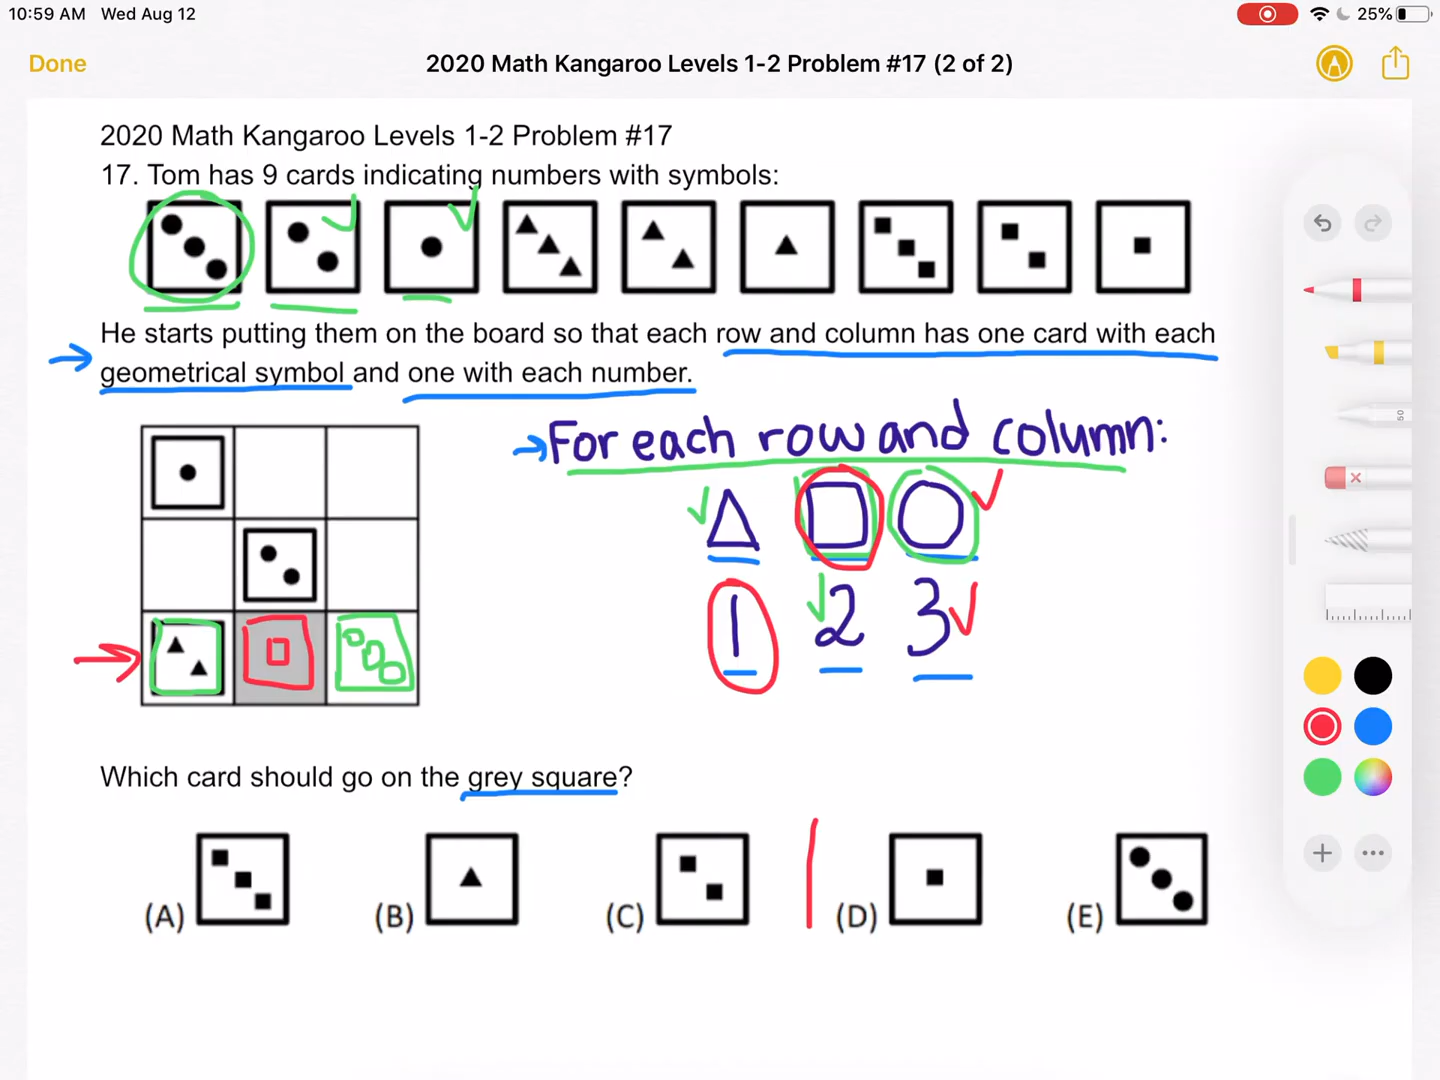 10:59 AM Wed Aug 12
25%
Done
2020 Math Kangaroo Levels 1-2 Problem #17 (2 of 2)
2020 Math Kangaroo Levels 1-2 Problem #17
17. Tom has 9 cards indicating numbers with symbols:
He starts putting them on the board so that each row and column has one card with each
geometrical symbol and one with each number.
For each row and column:
1 2 3
Which card should go on the grey square?
(A) (B) (C) (D) (E)
50